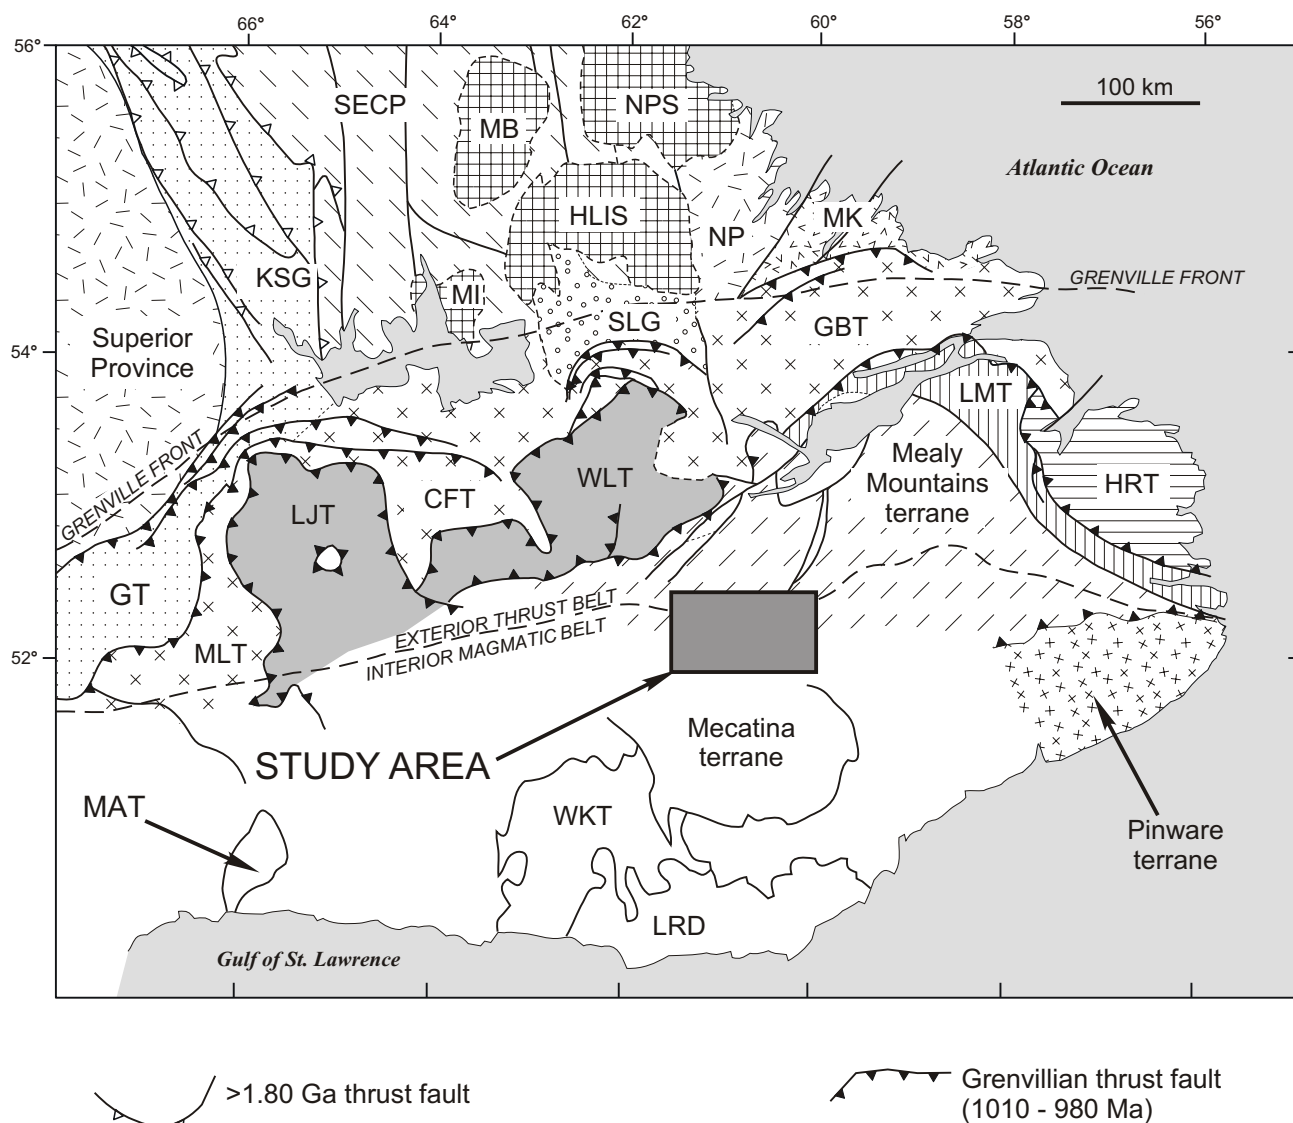 66°
64°
62°
60°
58°
56°
56°
100 km
SECP
NPS
MB
Atlantic Ocean
HLIS
MK
NP
KSG
MI
GRENVILLE FRONT
SLG
GBT
Superior
Province
54°
LMT
Mealy
Mountains
terrane
GRENVILLE FRONT
WLT
HRT
CFT
LJT
GT
EXTERIOR THRUST BELT
INTERIOR MAGMATIC BELT
MLT
52°
Mecatina
terrane
STUDY AREA
MAT
WKT
Pinware
terrane
LRD
Gulf of St. Lawrence
>1.80 Ga thrust fault
Grenvillian thrust fault
(1010 - 980 Ma)